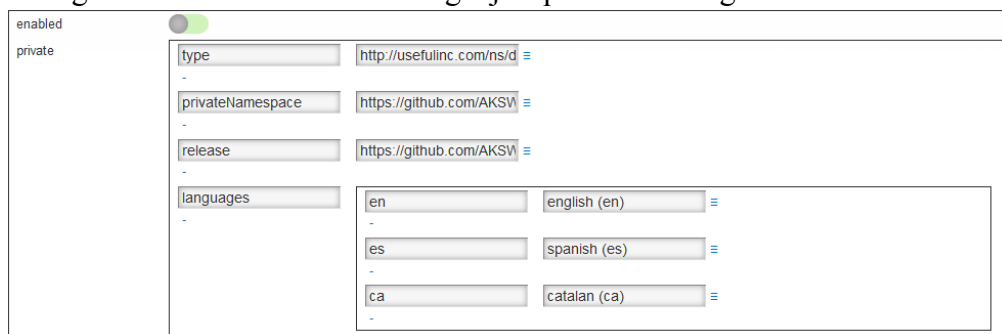 enabled
private
type http://usefulinc.com/ns/d ≡
-
privateNamespace https://github.com/AKSW ≡
-
release https://github.com/AKSW ≡
-
languages
-
en english (en) ≡
-
es spanish (es) ≡
-
ca catalan (ca) ≡
-